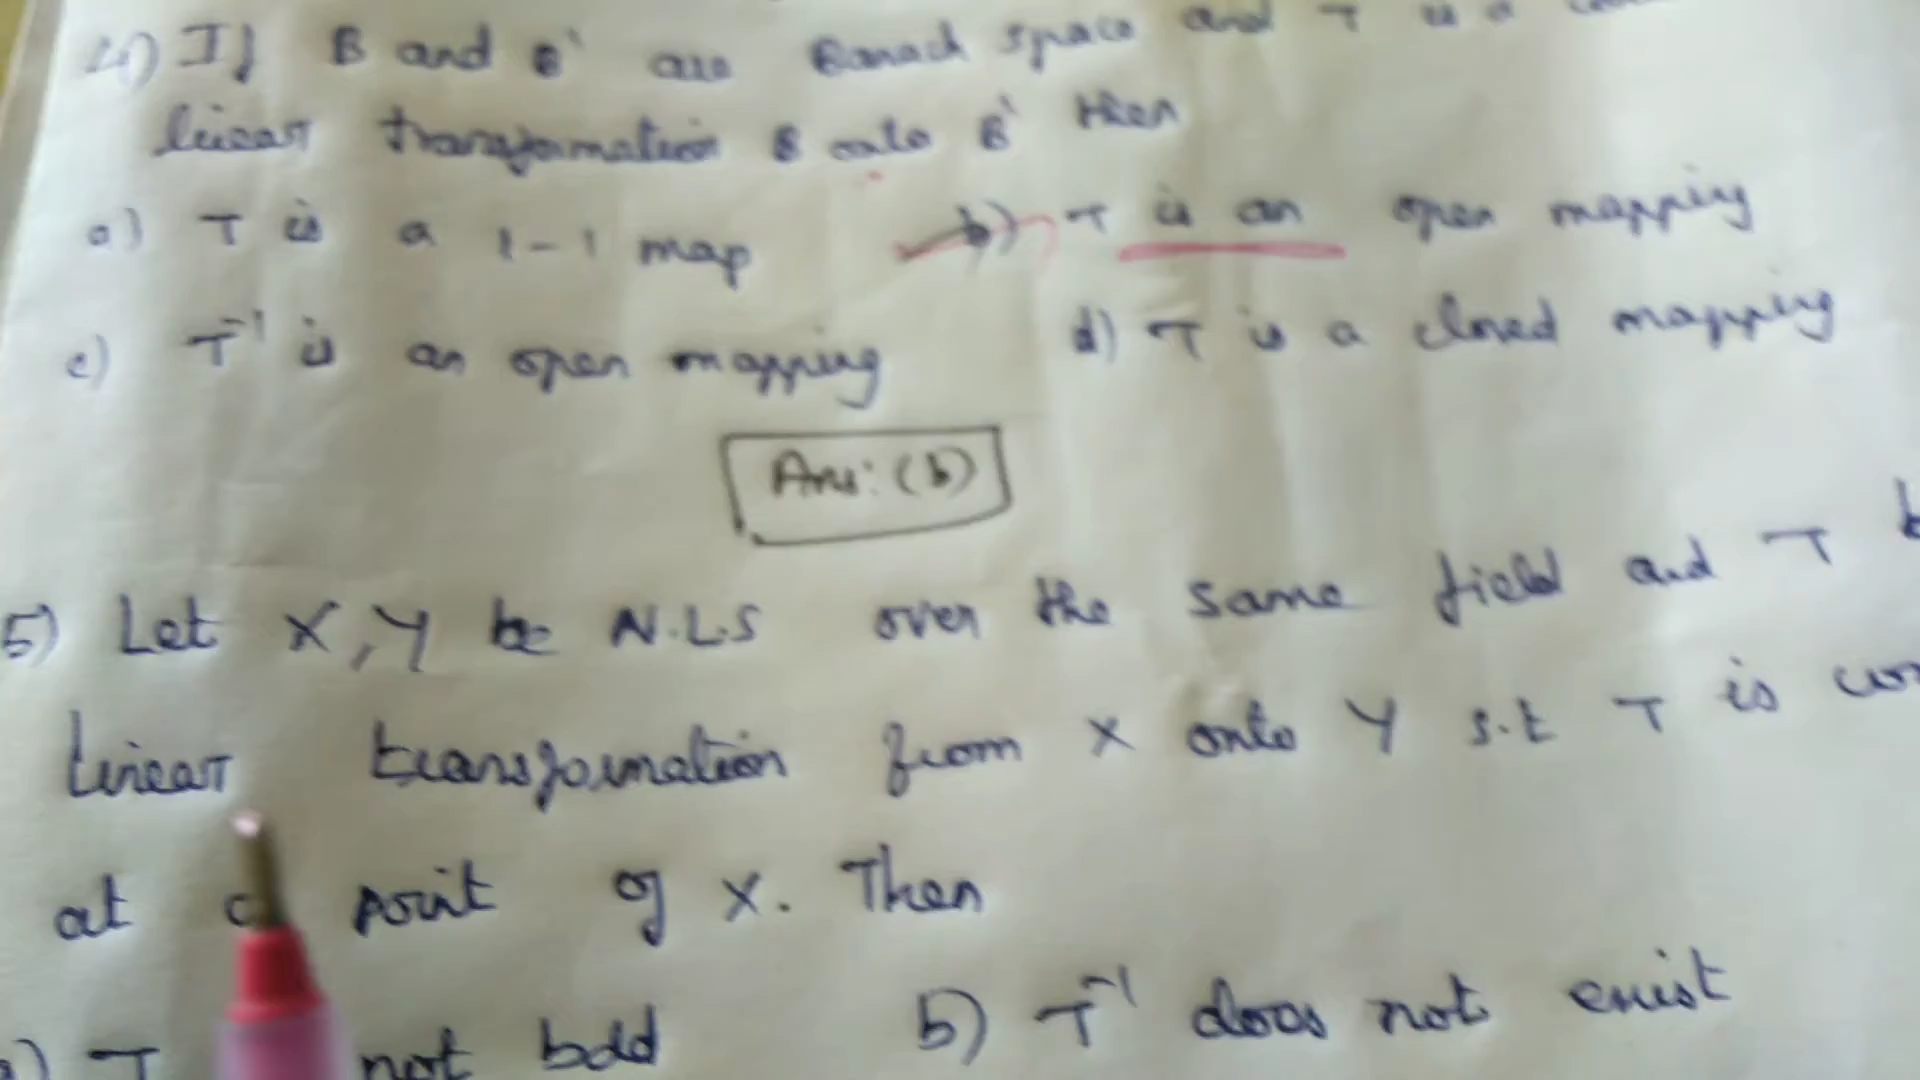 4) If B and B' are Banach space and T is a
linear transformation B onto B' then
a) T is a 1-1 map b) T is an open mapping
c) T⁻¹ is an open mapping d) T is a closed mapping
Ans: (b)
5) Let X, Y be N.L.S over the same field and T
linear transformation from X onto Y s.t T is
at a point of X. Then
T not bdd b) T⁻¹ does not exist